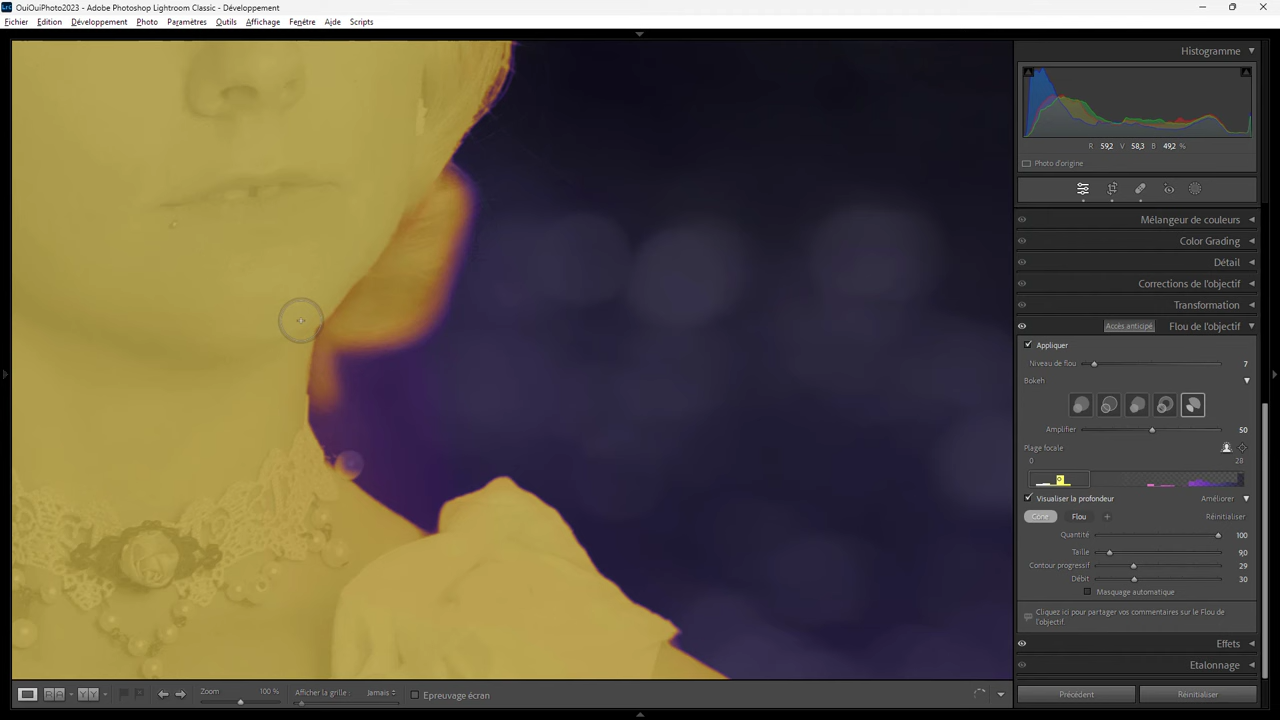 OuiOuiPhoto2023 - Adobe Photoshop Lightroom Classic - Développement
Fichier Edition Développement Photo Paramètres Outils Affichage Fenêtre Aide Scripts
Histogramme
R 59,2 V 58,3 B 49,2 %
Photo d'origine
Mélangeur de couleurs
Color Grading
Détail
Corrections de l'objectif
Transformation
Accès anticipé Flou de l'objectif
Appliquer
Niveau de flou 7
Bokeh
Amplifier 50
Plage focale
0 28
Visualiser la profondeur Améliorer
Cône Flou + Réinitialiser
Quantité 100
Taille 9,0
Contour progressif 29
Débit 30
Masquage automatique
Cliquez ici pour partager vos commentaires sur le Flou de
l'objectif.
Effets
Etalonnage
Zoom 100 % Afficher la grille Jamais Epreuvage écran
Précédent Réinitialiser